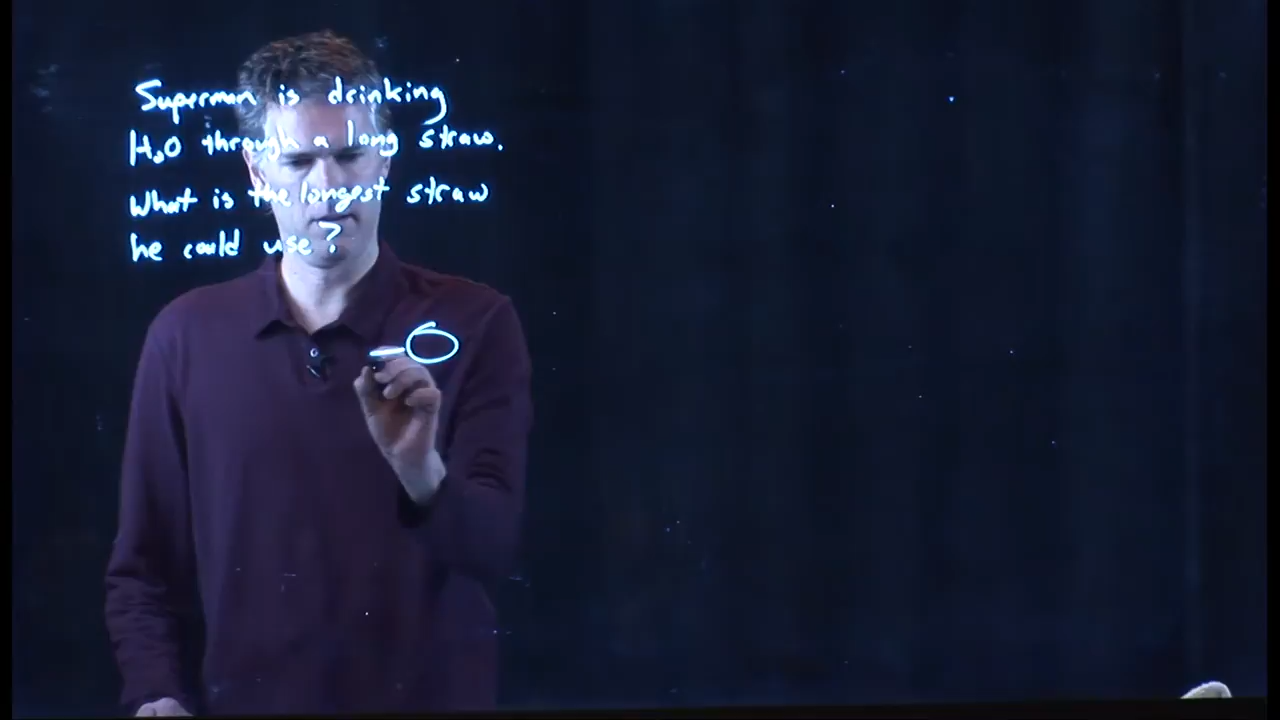 Superman is drinking
H₂O through a long straw.
What is the longest straw
he could use?